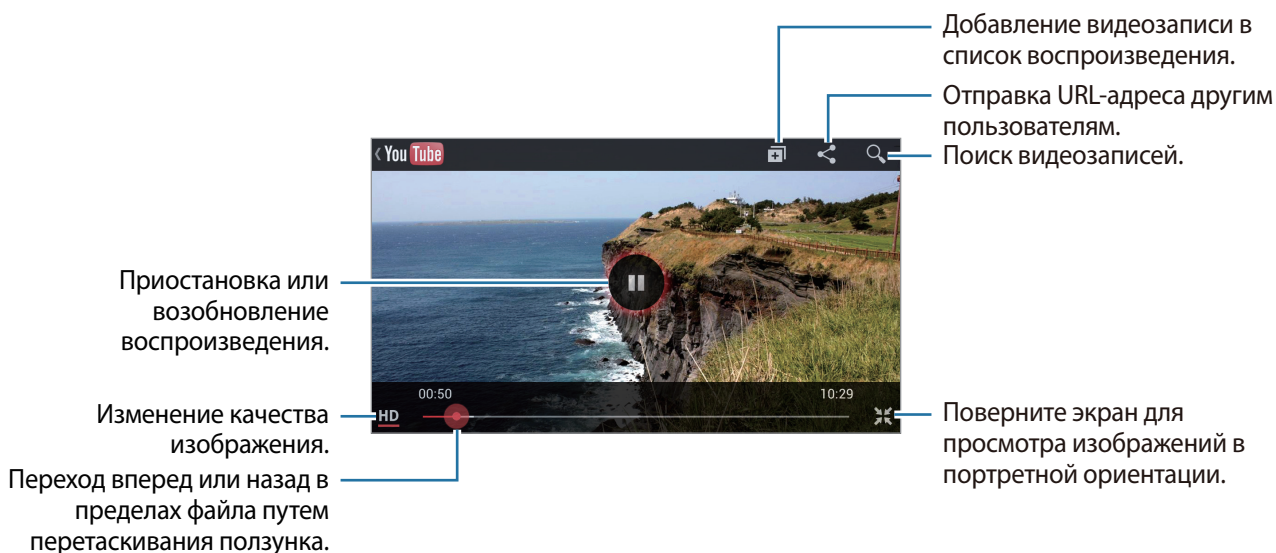 Добавление видеозаписи в
список воспроизведения.
Отправка URL-адреса другим
пользователям.
Поиск видеозаписей.
You Tube
Приостановка или
возобновление
воспроизведения.
00:50
10:29
HD
Изменение качества
изображения.
Поверните экран для
просмотра изображений в
портретной ориентации.
Переход вперед или назад в
пределах файла путем
перетаскивания ползунка.